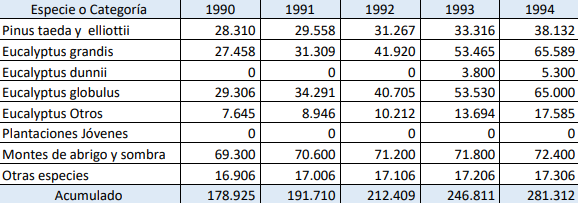 Especie o Categoría 1990 1991 1992 1993 1994
Pinus taeda y elliottii 28.310 29.558 31.267 33.316 38.132
Eucalyptus grandis 27.458 31.309 41.920 53.465 65.589
Eucalyptus dunnii 0 0 0 3.800 5.300
Eucalyptus globulus 29.306 34.291 40.705 53.530 65.000
Eucalyptus Otros 7.645 8.946 10.212 13.694 17.585
Plantaciones Jóvenes 0 0 0 0 0
Montes de abrigo y sombra 69.300 70.600 71.200 71.800 72.400
Otras especies 16.906 17.006 17.106 17.206 17.306
Acumulado 178.925 191.710 212.409 246.811 281.312